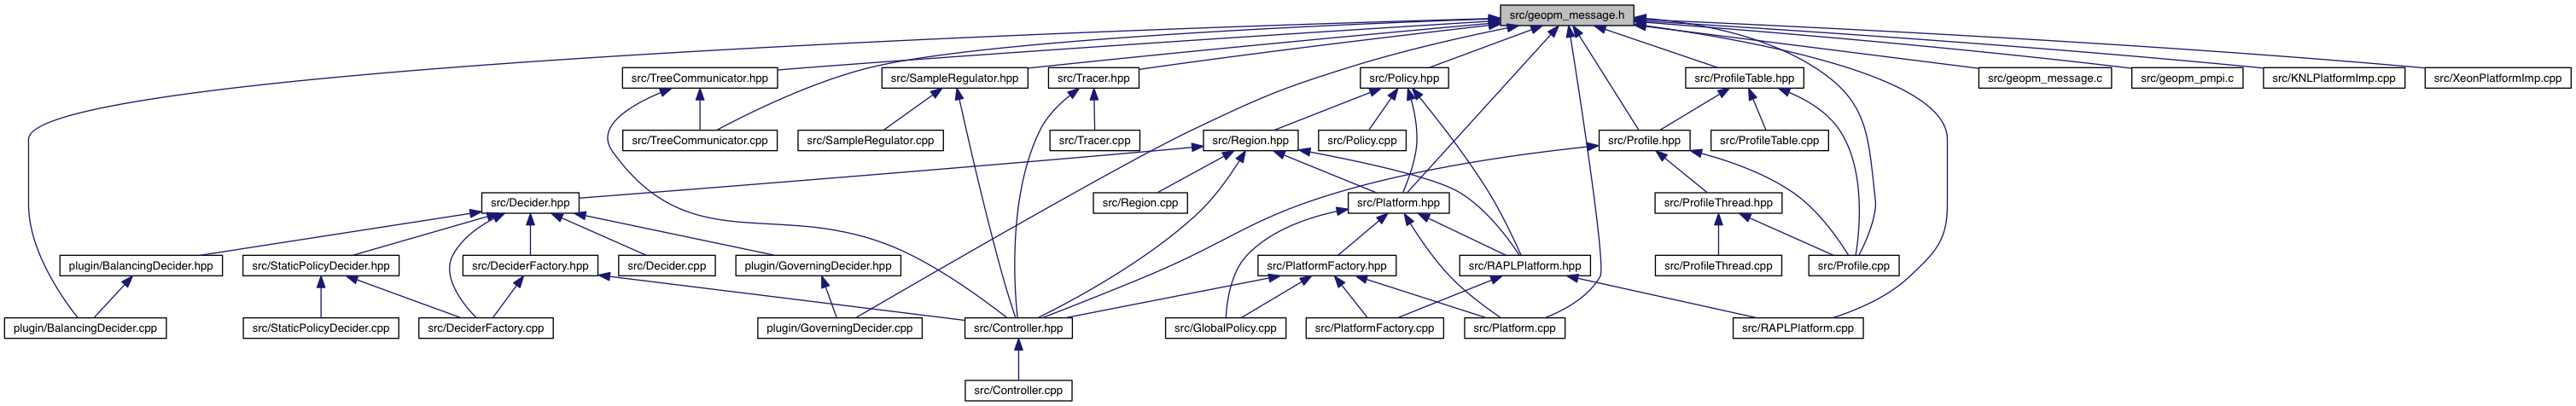 src/geopm_message.h
src/TreeCommunicator.hpp
src/SampleRegulator.hpp
src/Tracer.hpp
src/Policy.hpp
src/ProfileTable.hpp
src/geopm_message.c
src/geopm_pmpi.c
src/KNLPlatformImp.cpp
src/XeonPlatformImp.cpp
src/TreeCommunicator.cpp
src/SampleRegulator.cpp
src/Tracer.cpp
src/Region.hpp
src/Policy.cpp
src/Profile.hpp
src/ProfileTable.cpp
src/Decider.hpp
src/Region.cpp
src/Platform.hpp
src/ProfileThread.hpp
plugin/BalancingDecider.hpp
src/StaticPolicyDecider.hpp
src/DeciderFactory.hpp
src/Decider.cpp
plugin/GoverningDecider.hpp
src/PlatformFactory.hpp
src/RAPLPlatform.hpp
src/ProfileThread.cpp
src/Profile.cpp
plugin/BalancingDecider.cpp
src/StaticPolicyDecider.cpp
src/DeciderFactory.cpp
plugin/GoverningDecider.cpp
src/Controller.hpp
src/GlobalPolicy.cpp
src/PlatformFactory.cpp
src/Platform.cpp
src/RAPLPlatform.cpp
src/Controller.cpp